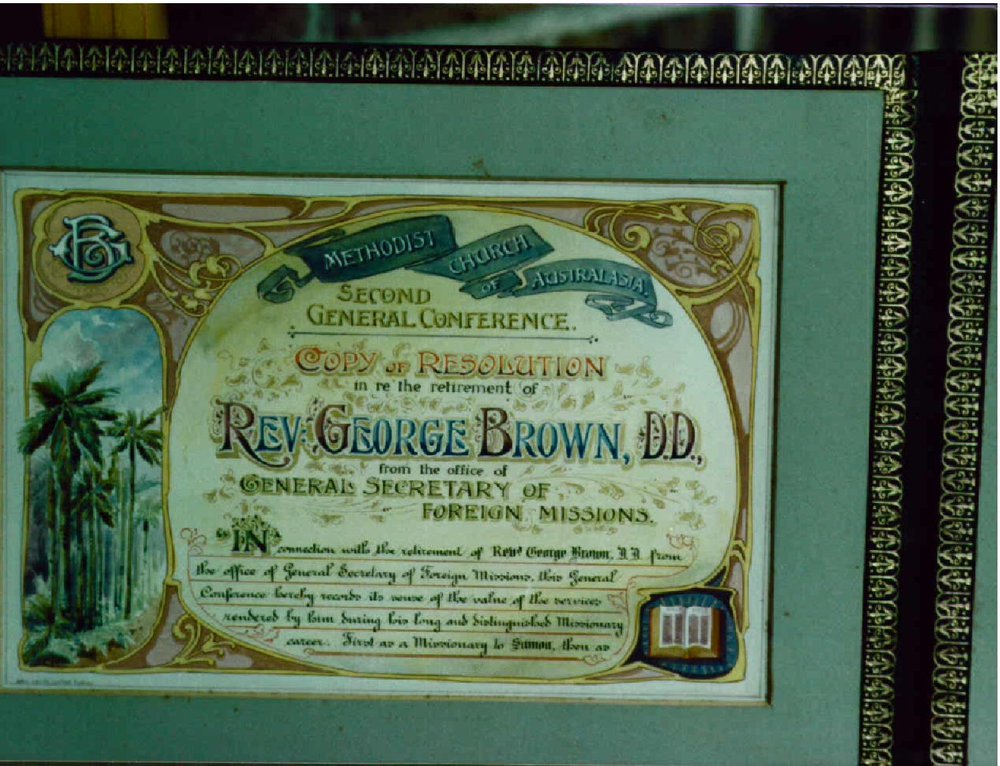 GB
METHODIST CHURCH OF AUSTRALASIA
SECOND
GENERAL CONFERENCE.
COPY OF RESOLUTION
in re the retirement of
REV. GEORGE BROWN, D.D.,
from the office of
GENERAL SECRETARY OF
FOREIGN MISSIONS.
"IN connection with the retirement of Revd George Brown, D.D. from
the office of General Secretary of Foreign Missions, this General
Conference hereby records its sense of the value of the services
rendered by him during his long and distinguished Missionary
career. First as a Missionary to Samoa, then as